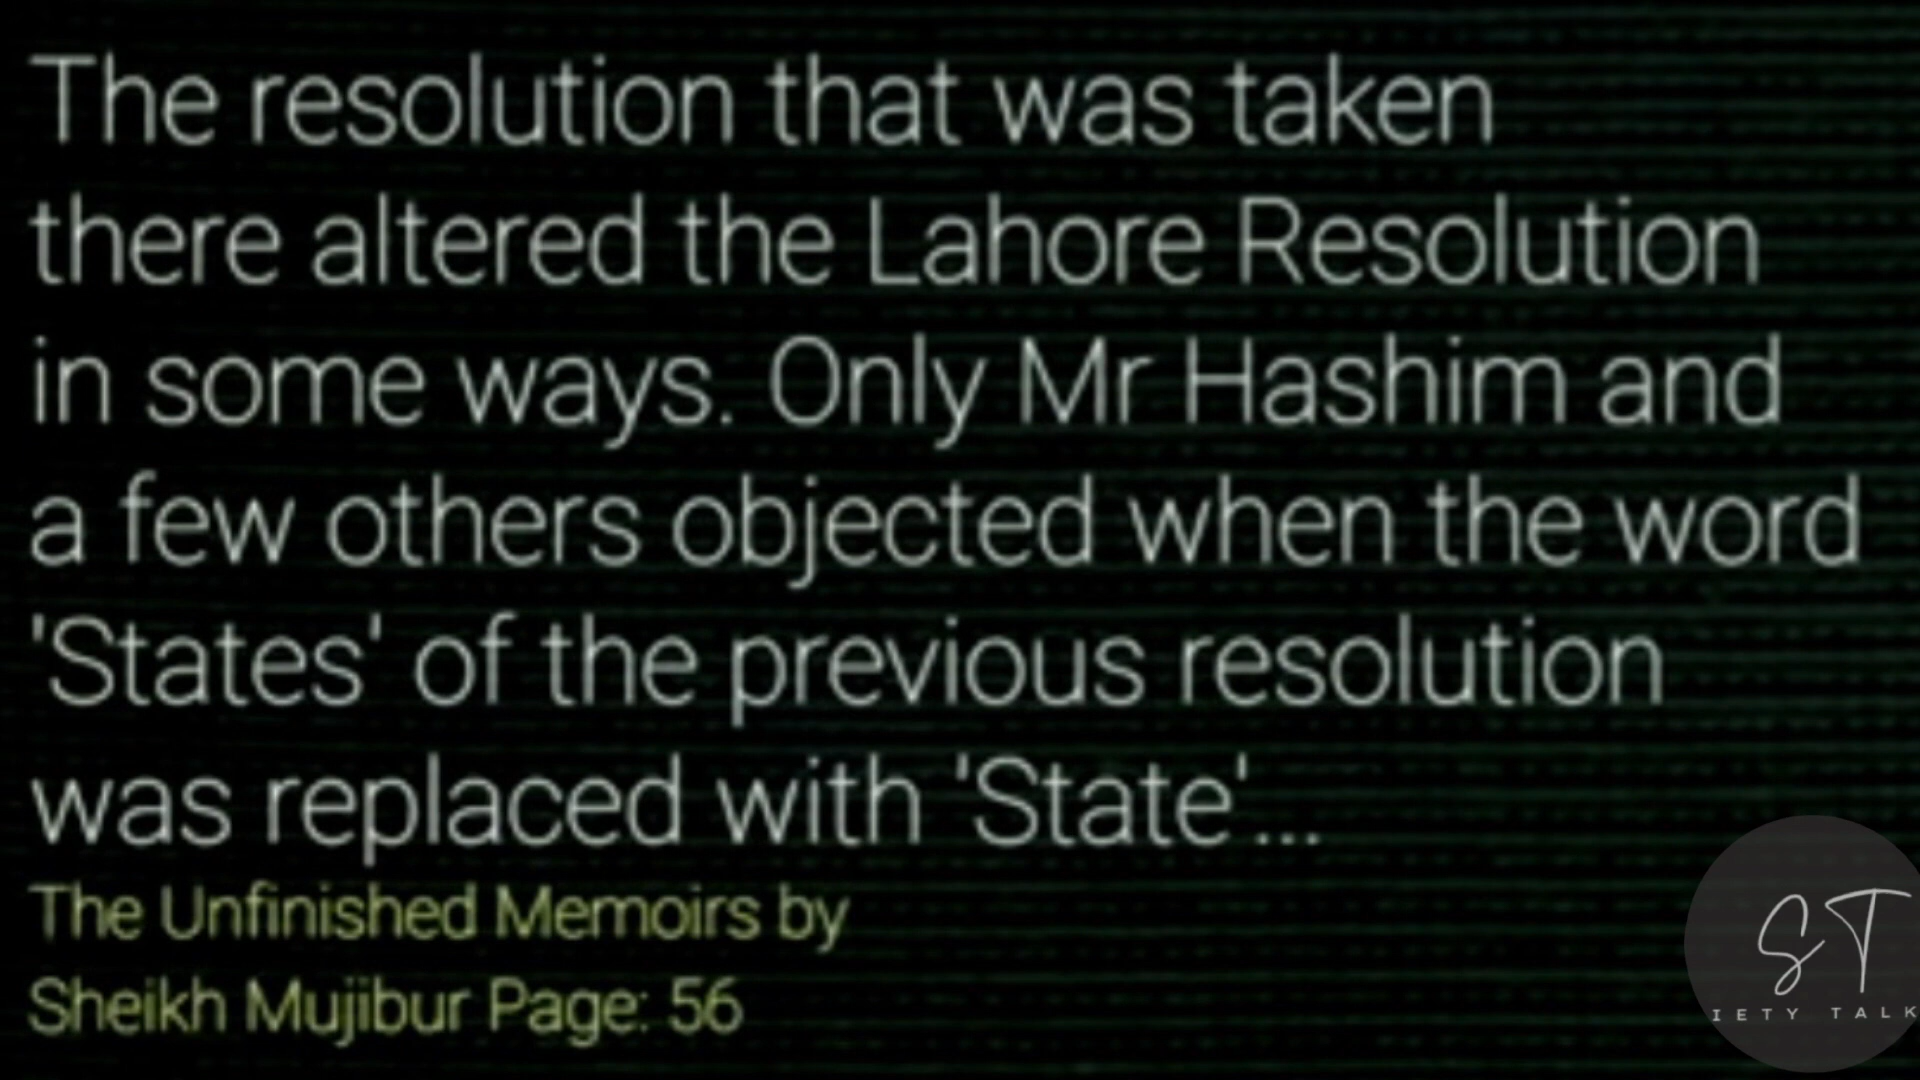 The resolution that was taken
there altered the Lahore Resolution
in some ways. Only Mr Hashim and
a few others objected when the word
'States' of the previous resolution
was replaced with 'State'...
The Unfinished Memoirs by
Sheikh Mujibur Page: 56
ST
IETY TALK